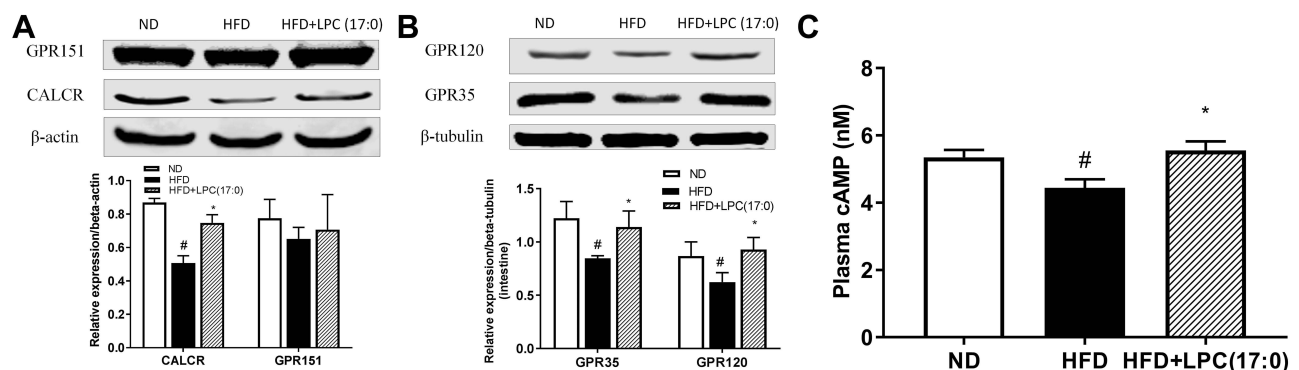 A
ND HFD HFD+LPC (17:0)
GPR151
CALCR
β-actin
ND
HFD
HFD+LPC(17:0)
Relative expression/beta-actin
1.0
0.8
0.6
0.4
0.2
0.0
#
*
CALCR GPR151
B
ND HFD HFD+LPC (17:0)
GPR120
GPR35
β-tubulin
ND
HFD
HFD+LPC(17:0)
Relative expression/beta-tubulin
(intestine)
1.5
1.0
0.5
0.0
#
*
#
*
GPR35 GPR120
C
Plasma cAMP (nM)
8
6
4
2
0
#
*
ND HFD HFD+LPC(17:0)